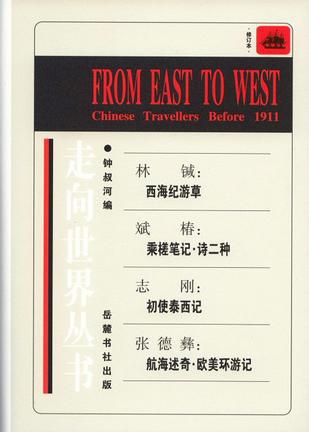 ·修订本·
FROM EAST TO WEST
Chinese Travellers Before 1911
走向世界丛书
●钟叔河编
岳麓书社出版
林 鍼：
西海纪游草
斌 椿：
乘槎笔记·诗二种
志 刚：
初使泰西记
张德彝：
航海述奇·欧美环游记